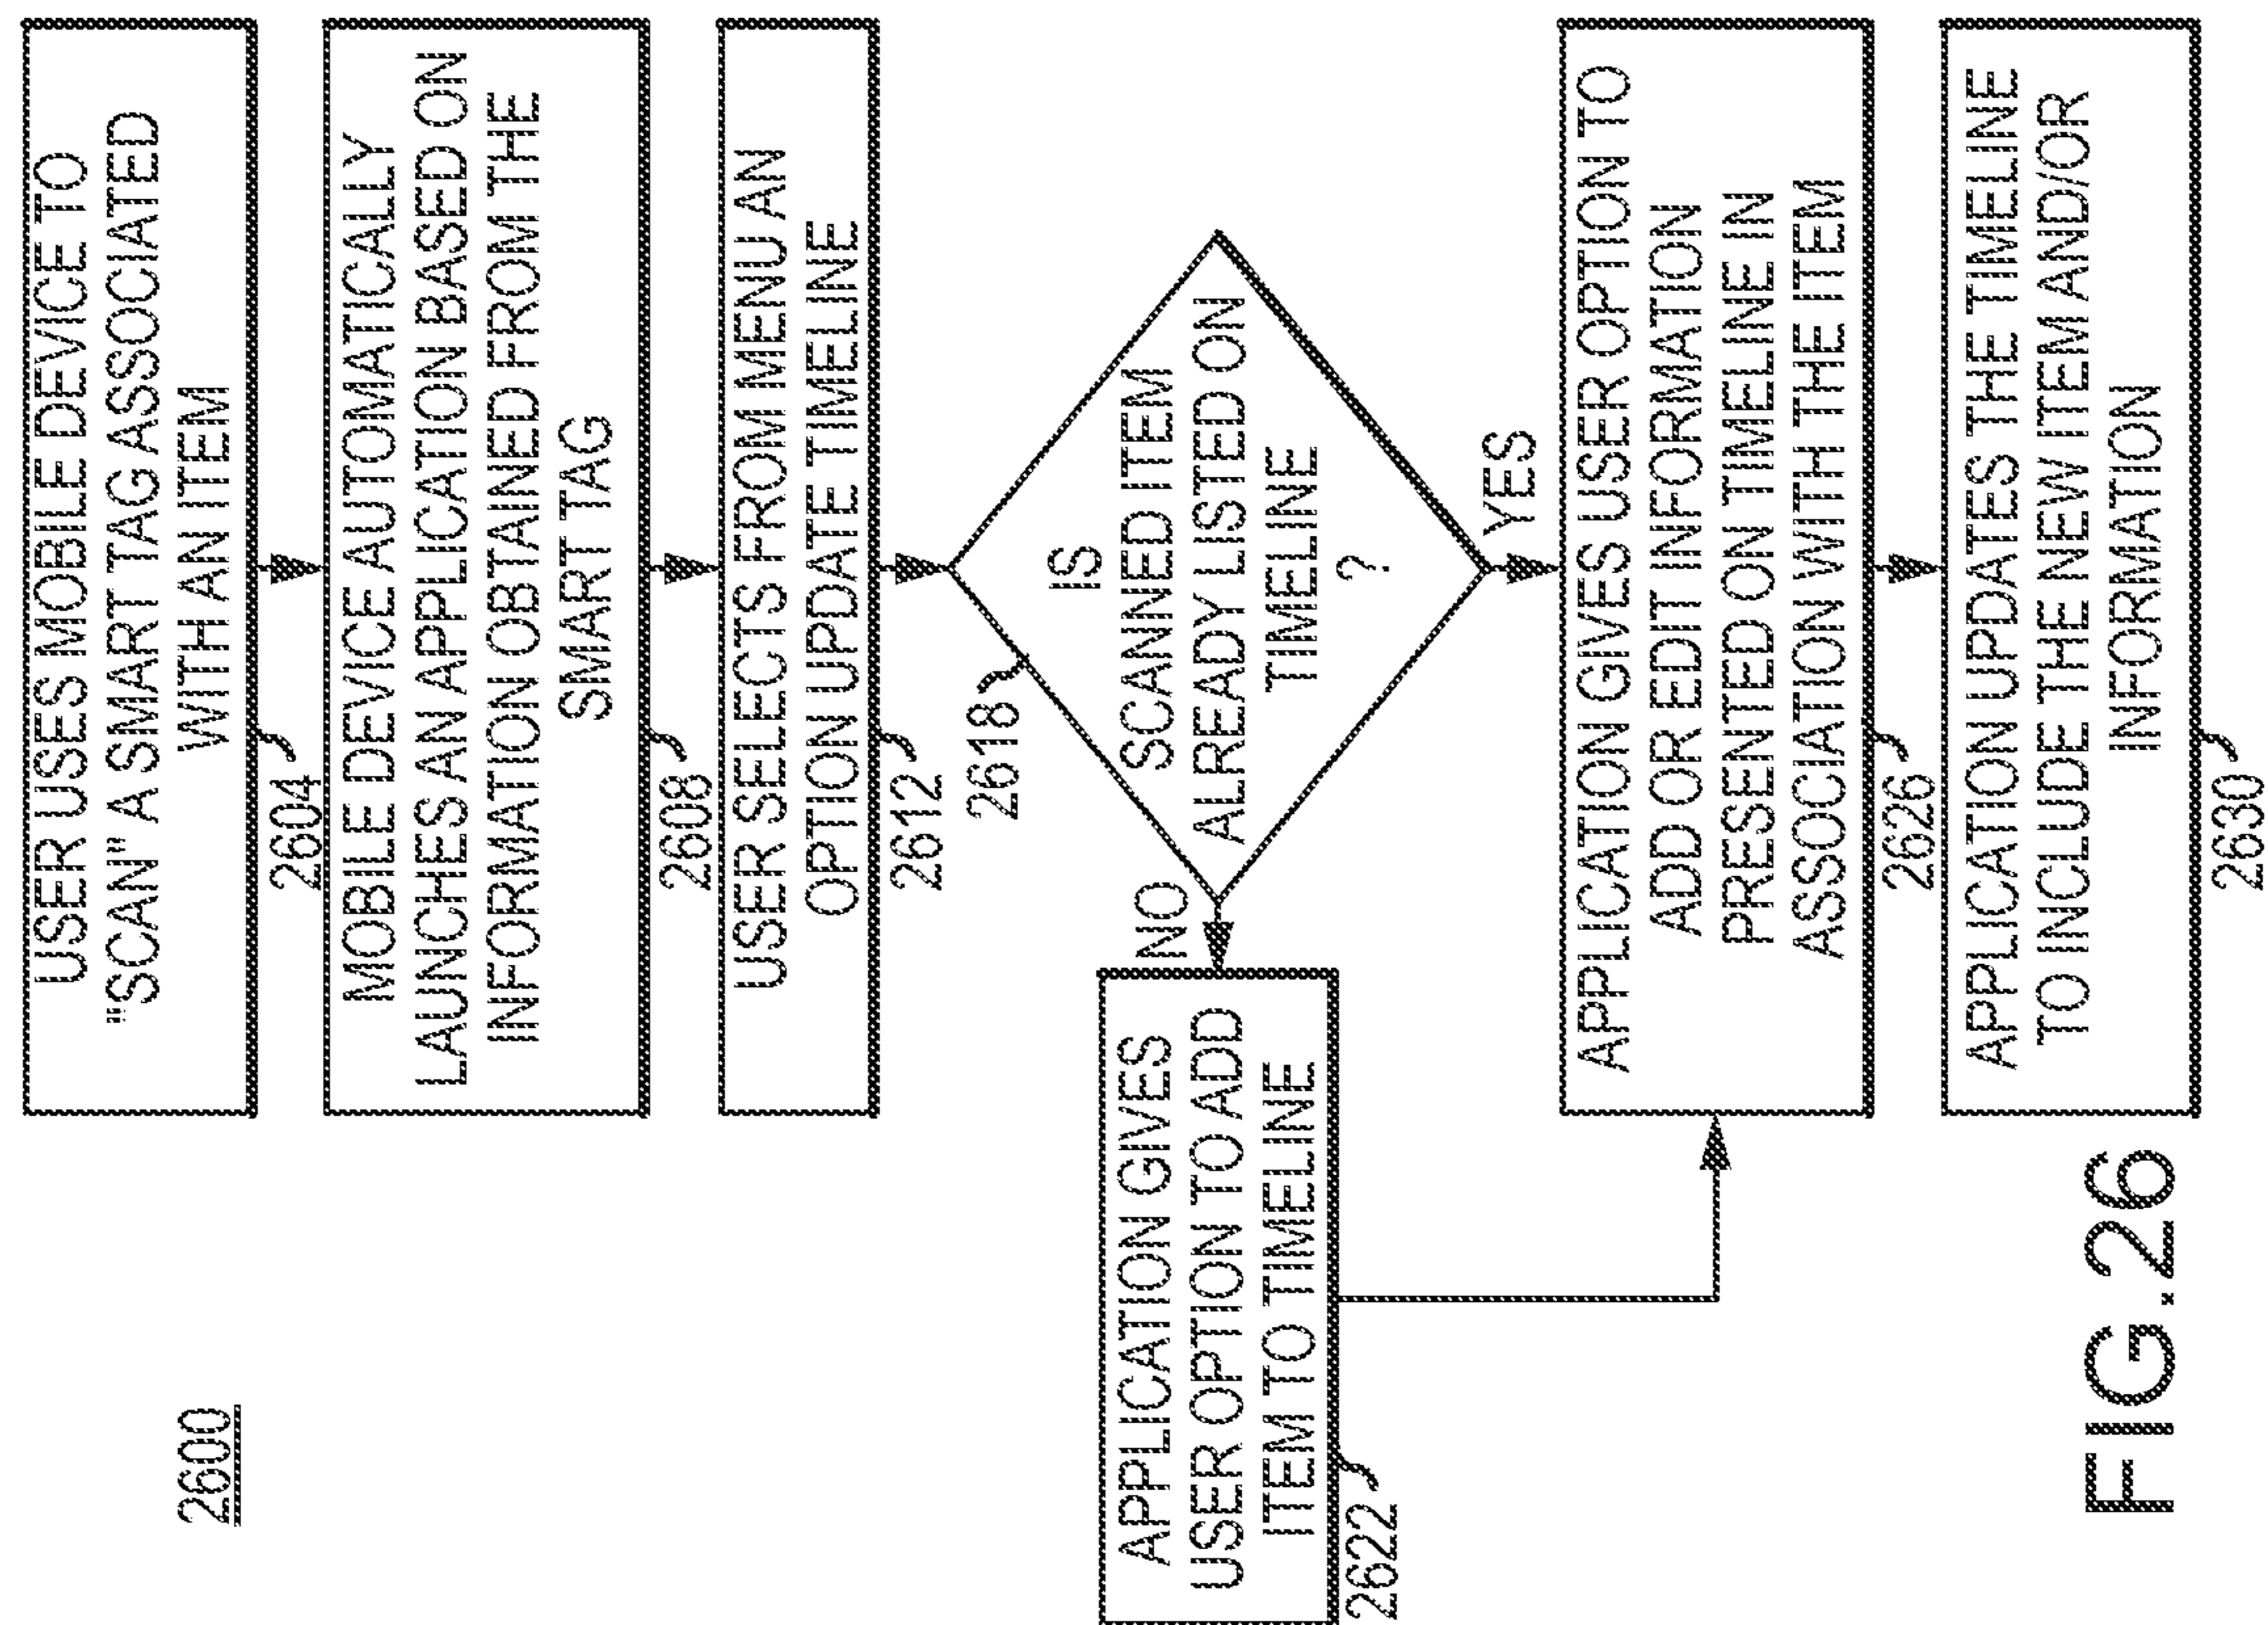 2600
USER USES MOBILE DEVICE TO
"SCAN" A SMART TAG ASSOCIATED
WITH AN ITEM
2604
MOBILE DEVICE AUTOMATICALLY
LAUNCHES AN APPLICATION BASED ON
INFORMATION OBTAINED FROM THE
SMART TAG
2608
USER SELECTS FROM MENU AN
OPTION UPDATE TIMELINE
2612
2618
IS
SCANNED ITEM
ALREADY LISTED ON
TIMELINE
?
NO
YES
APPLICATION GIVES
USER OPTION TO ADD
ITEM TO TIMELINE
2622
APPLICATION GIVES USER OPTION TO
ADD OR EDIT INFORMATION
PRESENTED ON TIMELINE IN
ASSOCIATION WITH THE ITEM
2626
APPLICATION UPDATES THE TIMELINE
TO INCLUDE THE NEW ITEM AND/OR
INFORMATION
2630
FIG.26